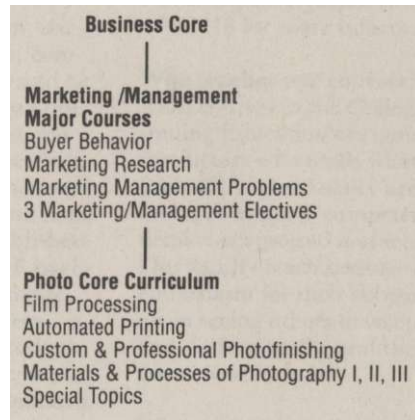 Business Core
Marketing /Management
Major Courses
Buyer Behavior
Marketing Research
Marketing Management Problems
3 Marketing/Management Electives
Photo Core Curriculum
Film Processing
Automated Printing
Custom & Professional Photofinishing
Materials & Processes of Photography I, II, III
Special Topics